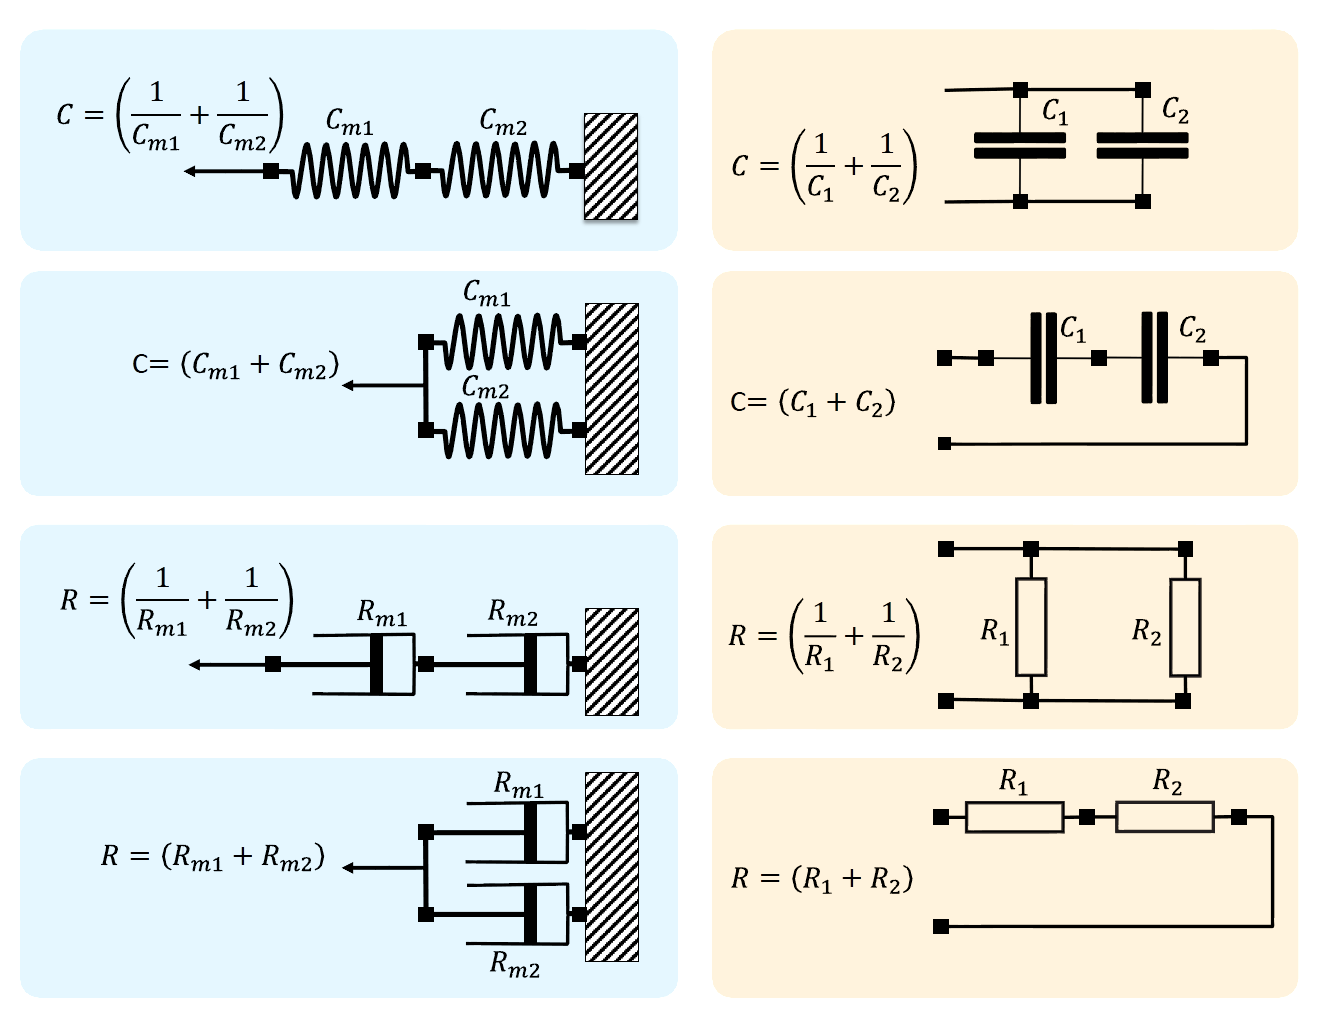 C = (1/C_m1 + 1/C_m2)
C_m1
C_m2
C = (1/C_1 + 1/C_2)
C_1
C_2
C= (C_m1 + C_m2)
C_m1
C_m2
C= (C_1 + C_2)
C_1
C_2
R = (1/R_m1 + 1/R_m2)
R_m1
R_m2
R = (1/R_1 + 1/R_2)
R_1
R_2
R = (R_m1 + R_m2)
R_m1
R_m2
R = (R_1 + R_2)
R_1
R_2